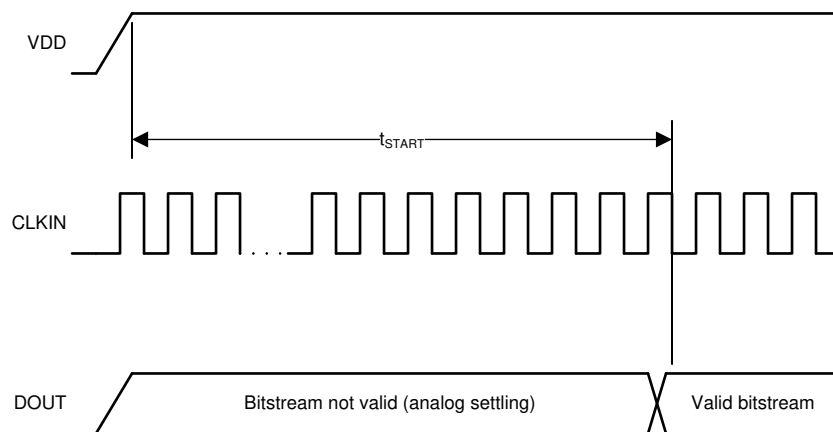 VDD
tSTART
CLKIN
. . .
DOUT
Bitstream not valid (analog settling)
Valid bitstream